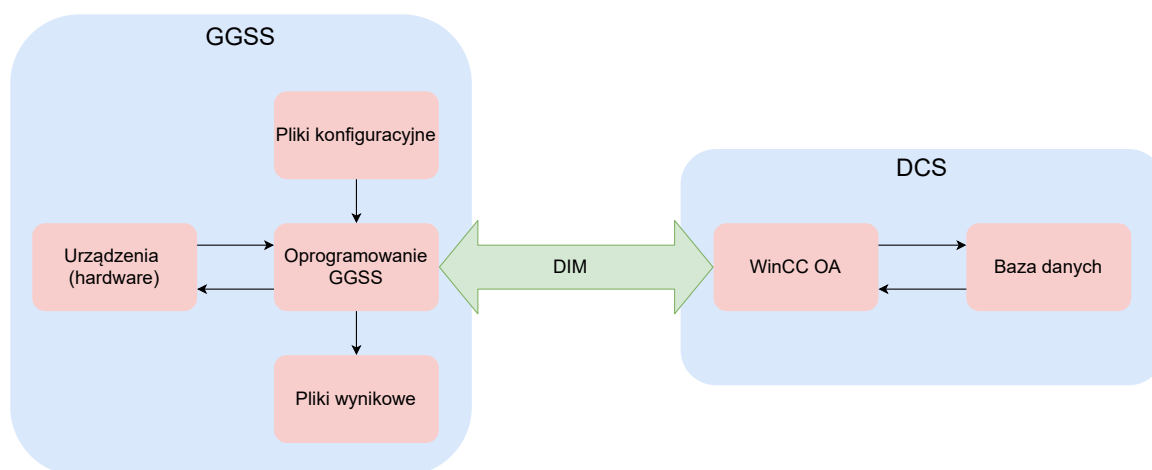 GGSS
Pliki konfiguracyjne
Urządzenia
(hardware)
Oprogramowanie
GGSS
Pliki wynikowe
DIM
DCS
WinCC OA
Baza danych